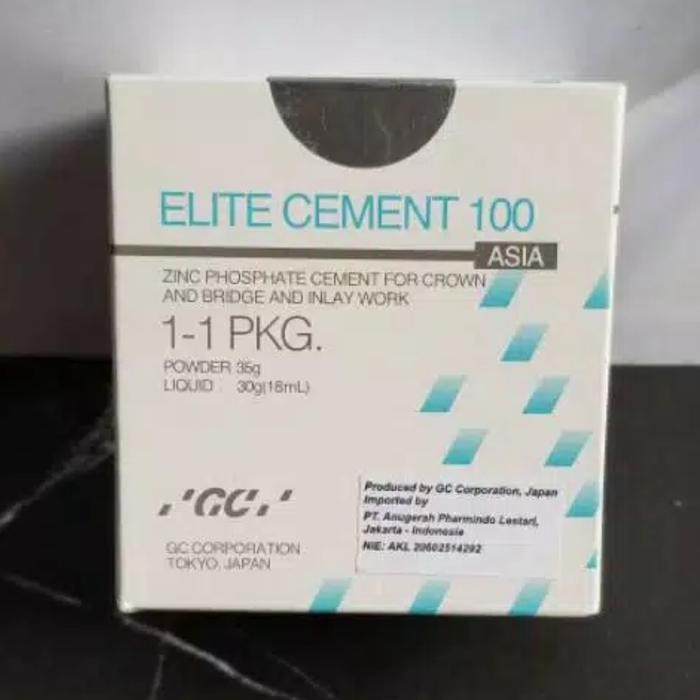 ELITE CEMENT 100
ASIA
ZINC PHOSPHATE CEMENT FOR CROWN
AND BRIDGE AND INLAY WORK
1-1 PKG.
POWDER 35g
LIQUID 30g(18mL)
'GC'
GC CORPORATION
TOKYO, JAPAN
Produced by GC Corporation, Japan
Imported by
PT. Anugerah Pharmindo Lestari,
Jakarta - Indonesia
NIE: AKL 20602514292